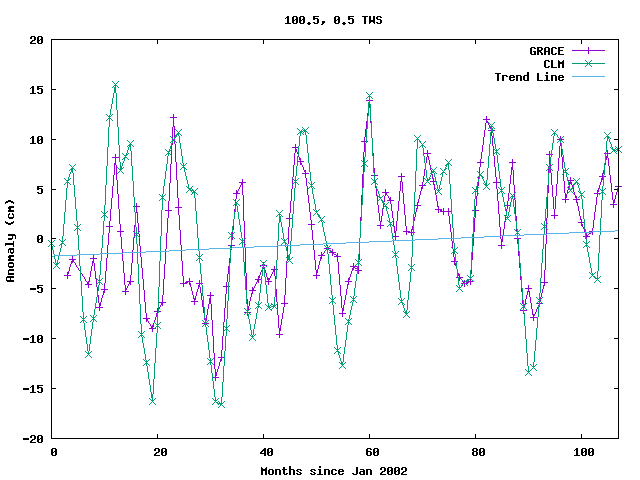 100.5, 0.5 TWS
GRACE
CLM
Trend Line
20
15
10
5
0
-5
-10
-15
-20
Anomaly (cm)
0 20 40 60 80 100
Months since Jan 2002